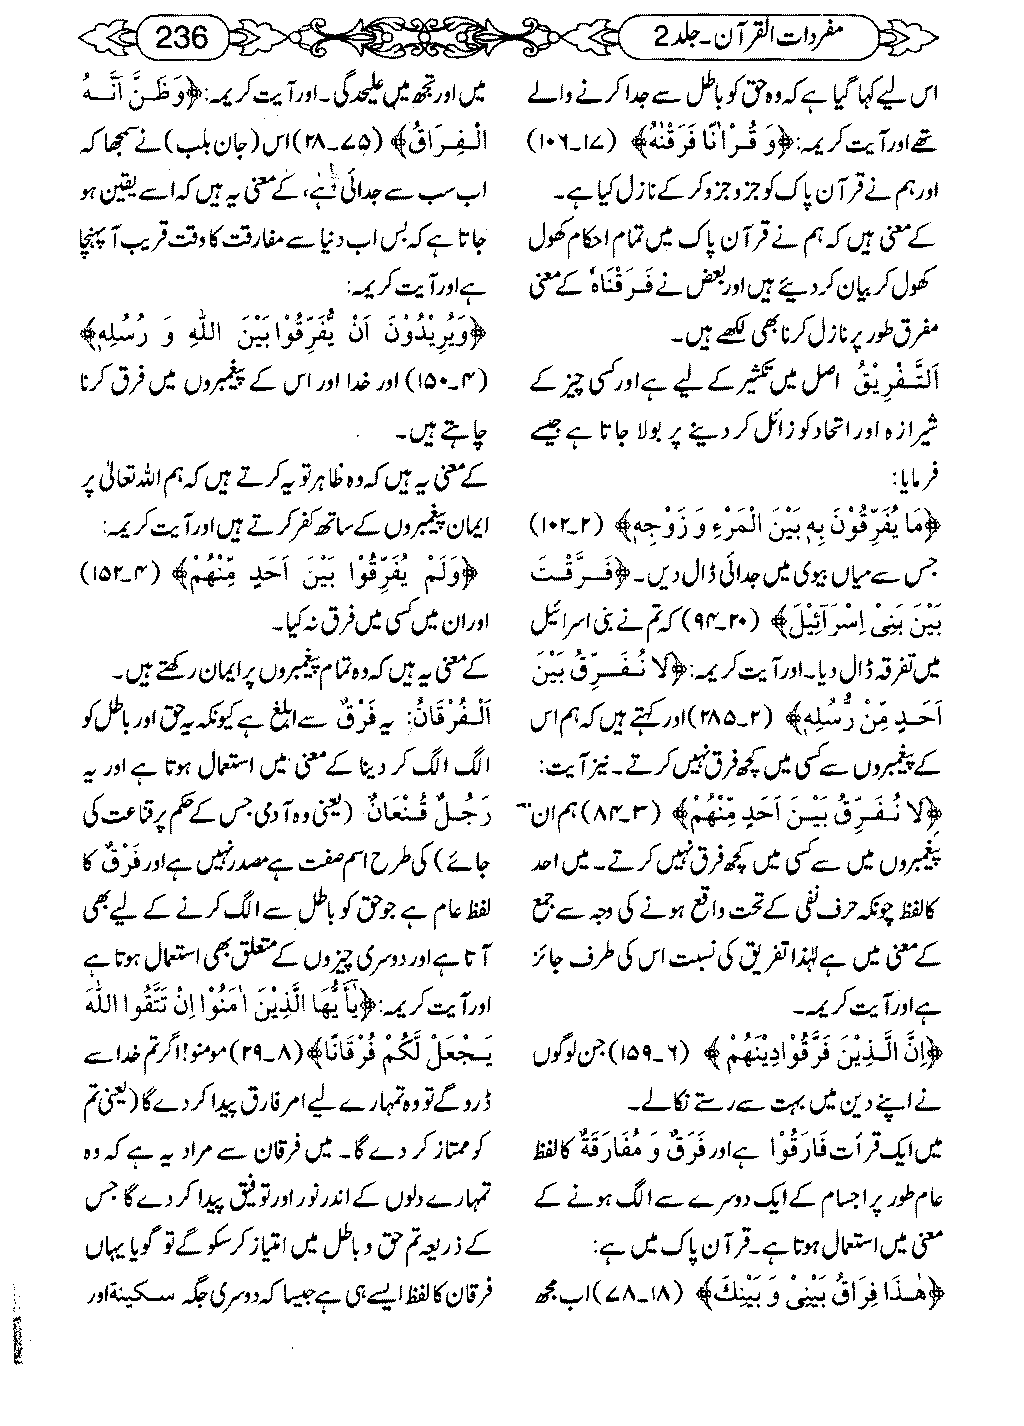 مفردات القرآن۔جلد 2
236
اس لیے کہا گیا ہے کہ وہ حق کو باطل سے جدا کرنے والے
تھے اور آیت کریمہ:﴿وَ قُرْاٰنًا فَرَقْنٰهُ﴾ (۱۷۔۱۰۶)
اور ہم نے قرآن پاک کو جزو جزو کر کے نازل کیا ہے۔
کے معنی ہیں کہ ہم نے قرآن پاک میں تمام احکام کھول
کھول کر بیان کر دیئے ہیں اور بعض نے فَرَقْنَاهُ کے معنی
مفرق طور پر نازل کرنا بھی لکھے ہیں۔
اَلتَّفْرِيْقُ اصل میں تکثیر کے لیے ہے اور کسی چیز کے
شیرازہ اور اتحاد کو زائل کر دینے پر بولا جاتا ہے جیسے
فرمایا:
﴿مَا يُفَرِّقُوْنَ بِهٖ بَيْنَ الْمَرْءِ وَ زَوْجِهٖ﴾ (۲۔۱۰۲)
جس سے میاں بیوی میں جدائی ڈال دیں۔﴿فَرَّقْتَ
بَيْنَ بَنِىْ اِسْرَآئِيْلَ﴾ (۲۰۔۹۴) کہ تم نے بنی اسرائیل
میں تفرقہ ڈال دیا۔اور آیت کریمہ:﴿لَا نُفَرِّقُ بَيْنَ
اَحَدٍ مِّنْ رُّسُلِهٖ﴾ (۲۔۲۸۵) اور کہتے ہیں کہ ہم اس
کے پیغمبروں سے کسی میں کچھ فرق نہیں کرتے۔نیز آیت:
﴿لَا نُفَرِّقُ بَيْنَ اَحَدٍ مِّنْهُمْ﴾ (۳۔۸۴) ہم ان
پیغمبروں میں سے کسی میں کچھ فرق نہیں کرتے۔ میں احد
کا لفظ چونکہ حرف نفی کے تحت واقع ہونے کی وجہ سے جمع
کے معنی میں ہے لہٰذا تفریق کی نسبت اس کی طرف جائز
ہے اور آیت کریمہ۔
﴿اِنَّ الَّذِيْنَ فَرَّقُوْا دِيْنَهُمْ﴾ (۶۔۱۵۹) جن لوگوں
نے اپنے دین میں بہت سے رستے نکالے۔
میں ایک قرأت فَارَقُوْا ہے اور فَرَقٌ وَ مُفَارَقَةٌ کا لفظ
عام طور پر اجسام کے ایک دوسرے سے الگ ہونے کے
معنی میں استعمال ہوتا ہے۔قرآن پاک میں ہے:
﴿هٰذَا فِرَاقُ بَيْنِىْ وَ بَيْنِكَ﴾ (۱۸۔۷۸) اب مجھ
میں اور تجھ میں علیحدگی۔اور آیت کریمہ:﴿وَظَنَّ اَنَّهُ
الْفِرَاقُ﴾ (۷۵۔۲۸) اس (جان بلب) نے سمجھا کہ
اب سب سے جدائی ہے، کے معنی یہ ہیں کہ اسے یقین ہو
جاتا ہے کہ بس اب دنیا سے مفارقت کا وقت قریب آ پہنچا
ہے اور آیت کریمہ:
﴿وَيُرِيْدُوْنَ اَنْ يُّفَرِّقُوْا بَيْنَ اللّٰهِ وَ رُسُلِهٖ﴾
(۴۔۱۵۰) اور خدا اور اس کے پیغمبروں میں فرق کرنا
چاہتے ہیں۔
کے معنی یہ ہیں کہ وہ ظاہر تو یہ کرتے ہیں کہ ہم اللہ تعالیٰ پر
ایمان پیغمبروں کے ساتھ کفر کرتے ہیں اور آیت کریمہ:
﴿وَلَمْ يُفَرِّقُوْا بَيْنَ اَحَدٍ مِّنْهُمْ﴾ (۴۔۱۵۲)
اور ان میں کسی میں فرق نہ کیا۔
کے معنی یہ ہیں کہ وہ تمام پیغمبروں پر ایمان رکھتے ہیں۔
اَلْفُرْقَانُ: یہ فَرْقٌ سے ابلغ ہے کیونکہ یہ حق اور باطل کو
الگ الگ کر دینا کے معنی میں استعمال ہوتا ہے اور یہ
رَجُلٌ قُنْعَانٌ (یعنی وہ آدمی جس کے حکم پر قناعت کی
جائے) کی طرح اسم صفت ہے مصدر نہیں ہے اور فَرْقٌ کا
لفظ عام ہے جو حق کو باطل سے الگ کرنے کے لیے بھی
آتا ہے اور دوسری چیزوں کے متعلق بھی استعمال ہوتا ہے
اور آیت کریمہ:﴿يٰۤاَيُّهَا الَّذِيْنَ اٰمَنُوْا اِنْ تَتَّقُوا اللّٰهَ
يَجْعَلْ لَّكُمْ فُرْقَانًا﴾ (۸۔۲۹) مومنو! اگر تم خدا سے
ڈرو گے تو وہ تمہارے لیے امر فارق پیدا کر دے گا (یعنی تم
کو ممتاز کر دے گا۔ میں فرقان سے مراد یہ ہے کہ وہ
تمہارے دلوں کے اندر نور اور توفیق پیدا کر دے گا جس
کے ذریعہ تم حق و باطل میں امتیاز کر سکو گے تو گویا یہاں
فرقان کا لفظ ایسے ہی ہے جیسا کہ دوسری جگہ سکینۃ اور